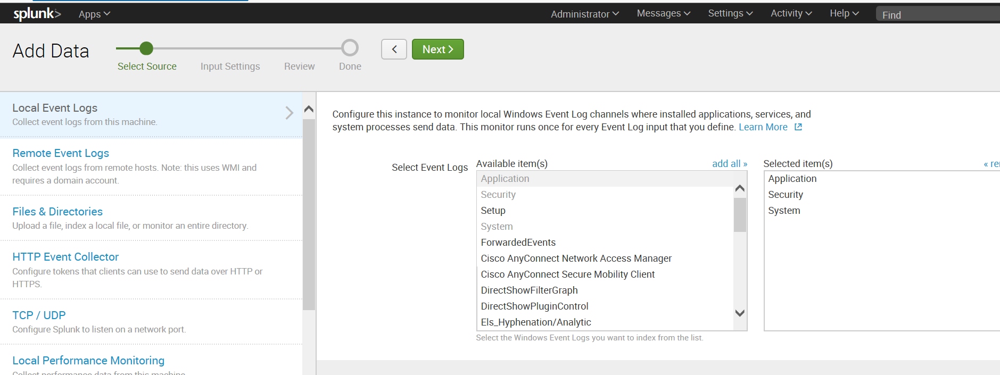 splunk>
Apps
Administrator
Messages
Settings
Activity
Help
Find
Add Data
Select Source
Input Settings
Review
Done
<
Next >
Local Event Logs
Collect event logs from this machine.
Remote Event Logs
Collect event logs from remote hosts. Note: this uses WMI and
requires a domain account.
Files & Directories
Upload a file, index a local file, or monitor an entire directory.
HTTP Event Collector
Configure tokens that clients can use to send data over HTTP or
HTTPS.
TCP / UDP
Configure Splunk to listen on a network port.
Local Performance Monitoring
Collect performance data from this machine.
Configure this instance to monitor local Windows Event Log channels where installed applications, services, and
system processes send data. This monitor runs once for every Event Log input that you define. Learn More
Select Event Logs
Available item(s)
add all »
Application
Security
Setup
System
ForwardedEvents
Cisco AnyConnect Network Access Manager
Cisco AnyConnect Secure Mobility Client
DirectShowFilterGraph
DirectShowPluginControl
Els_Hyphenation/Analytic
Select the Windows Event Logs you want to index from the list.
Selected item(s)
« re
Application
Security
System